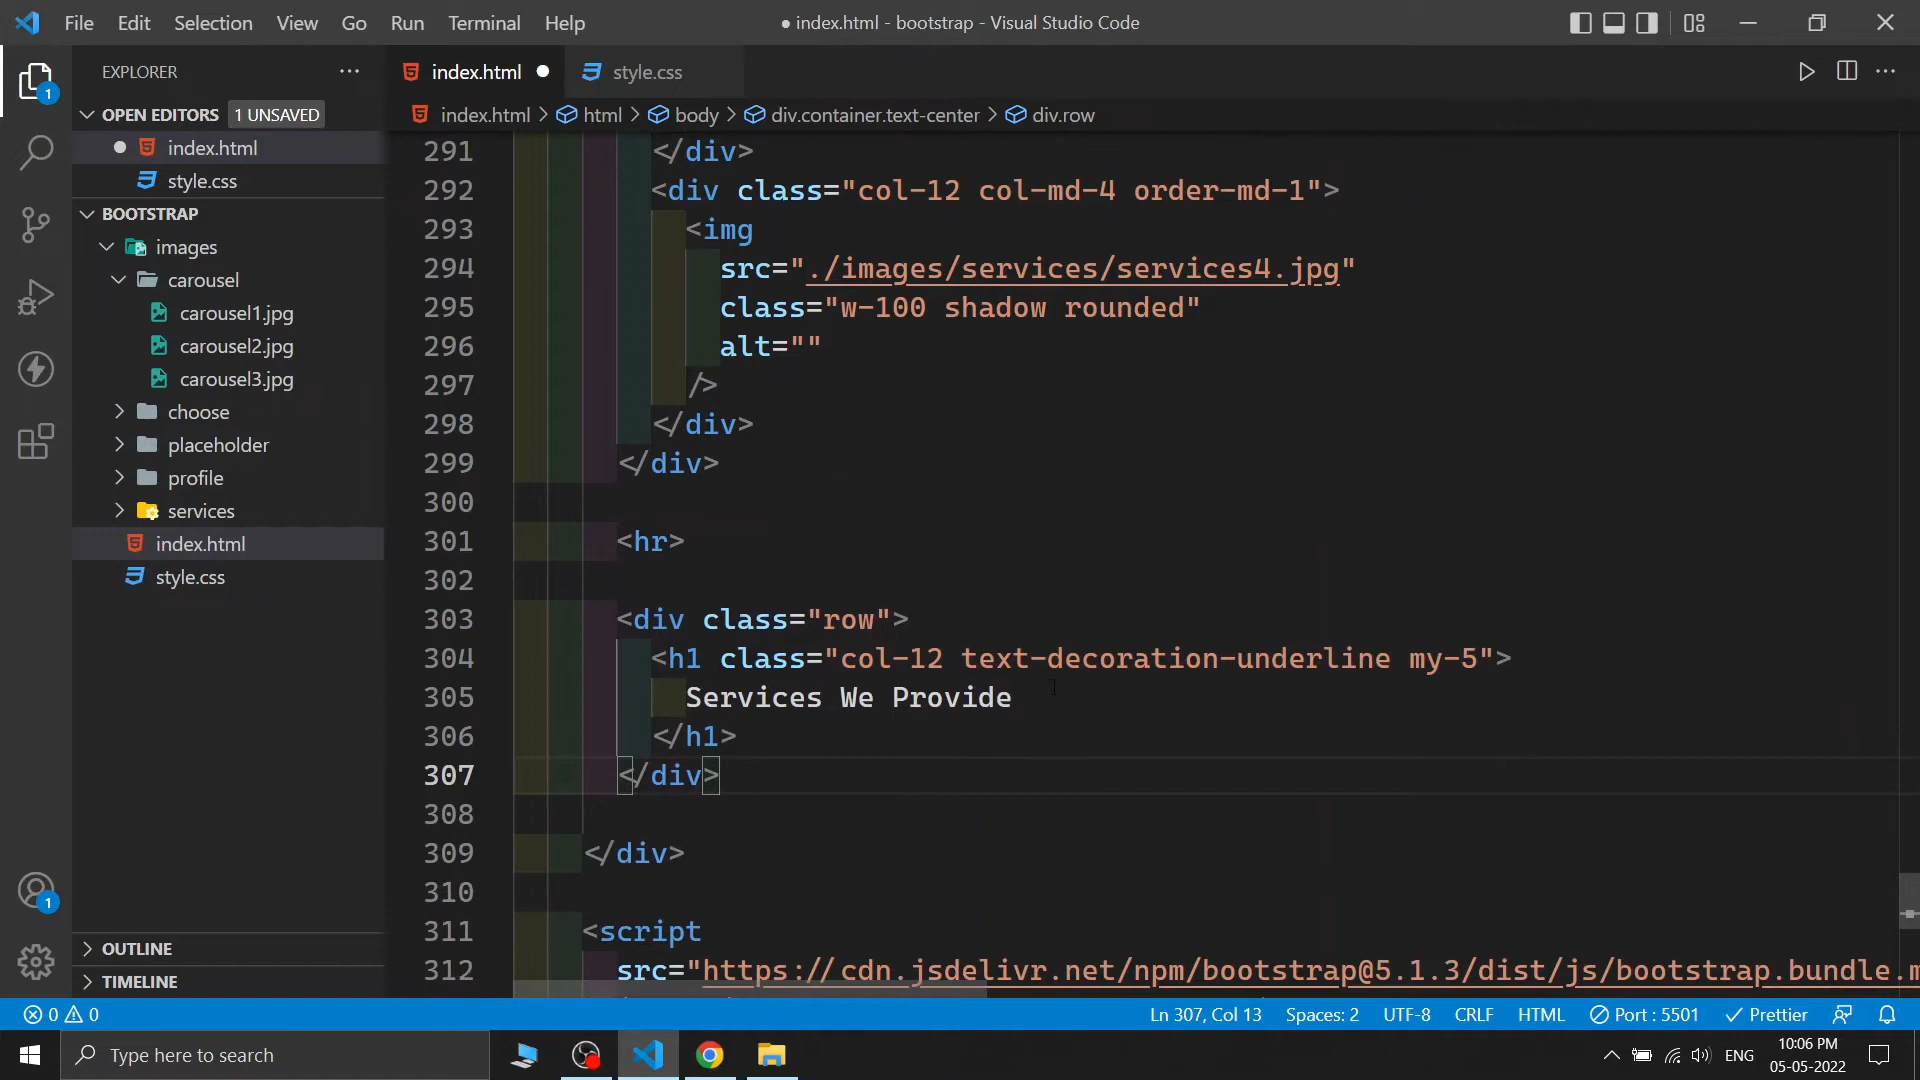 File Edit Selection View Go Run Terminal Help
● index.html - bootstrap - Visual Studio Code
EXPLORER
index.html
style.css
OPEN EDITORS 1 UNSAVED
index.html
style.css
BOOTSTRAP
images
carousel
carousel1.jpg
carousel2.jpg
carousel3.jpg
choose
placeholder
profile
services
index.html
style.css
OUTLINE
TIMELINE
1
1
index.html > html > body > div.container.text-center > div.row
291 </div>
292 <div class="col-12 col-md-4 order-md-1">
293 <img
294 src="./images/services/services4.jpg"
295 class="w-100 shadow rounded"
296 alt=""
297 />
298 </div>
299 </div>
300
301 <hr>
302
303 <div class="row">
304 <h1 class="col-12 text-decoration-underline my-5">
305 Services We Provide
306 </h1>
307 </div>
308
309 </div>
310
311 <script
312 src="https://cdn.jsdelivr.net/npm/bootstrap@5.1.3/dist/js/bootstrap.bundle.m
0 0 Ln 307, Col 13 Spaces: 2 UTF-8 CRLF HTML Port : 5501 Prettier
Type here to search
ENG
10:06 PM
05-05-2022